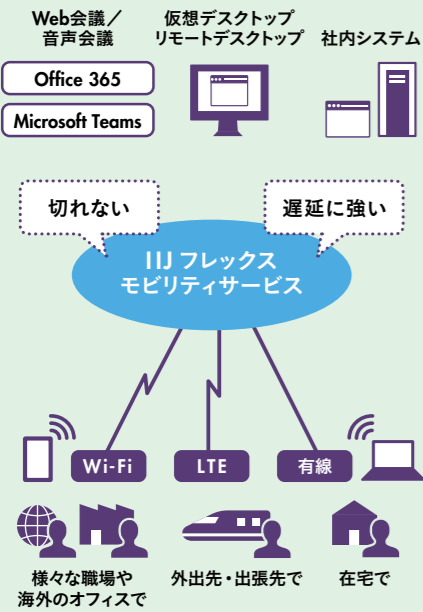 Web会議／
音声会議
仮想デスクトップ
リモートデスクトップ
社内システム
Office 365
Microsoft Teams
切れない
遅延に強い
IIJ フレックス
モビリティサービス
Wi-Fi
LTE
有線
様々な職場や
海外のオフィスで
外出先・出張先で
在宅で